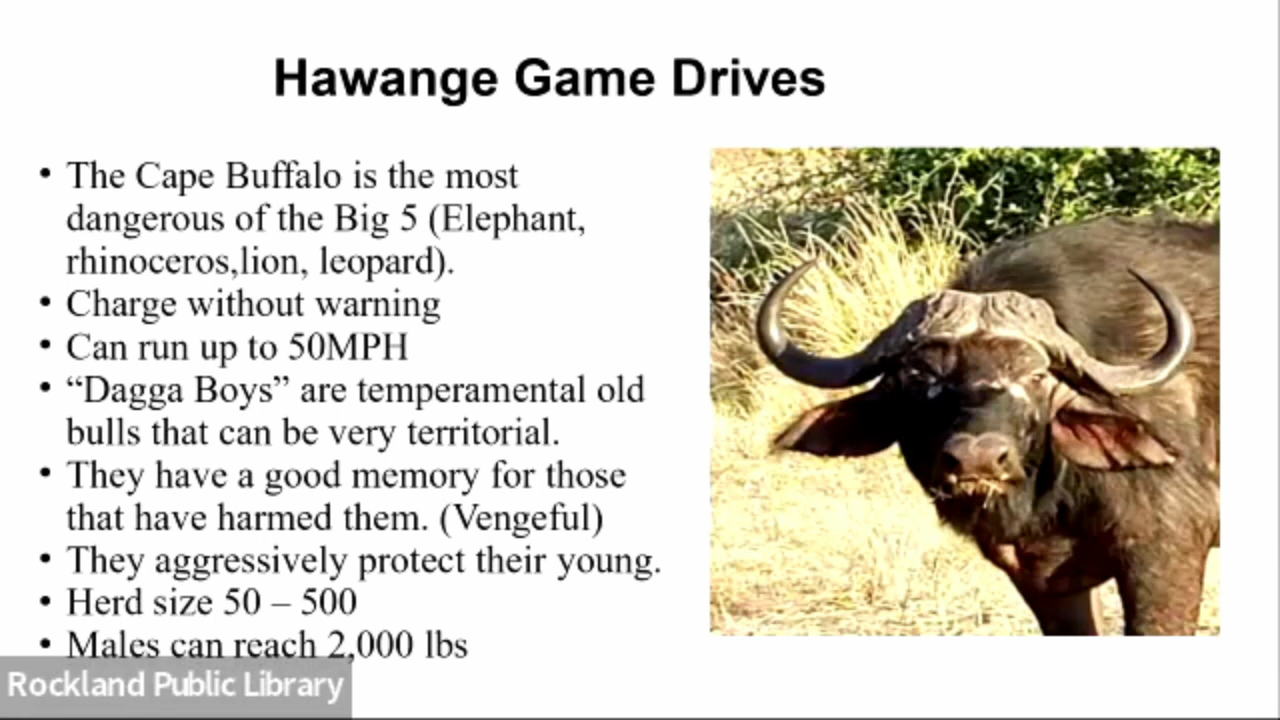 Hawange Game Drives
• The Cape Buffalo is the most
dangerous of the Big 5 (Elephant,
rhinoceros,lion, leopard).
• Charge without warning
• Can run up to 50MPH
• “Dagga Boys” are temperamental old
bulls that can be very territorial.
• They have a good memory for those
that have harmed them. (Vengeful)
• They aggressively protect their young.
• Herd size 50 – 500
• Males can reach 2,000 lbs
Rockland Public Library